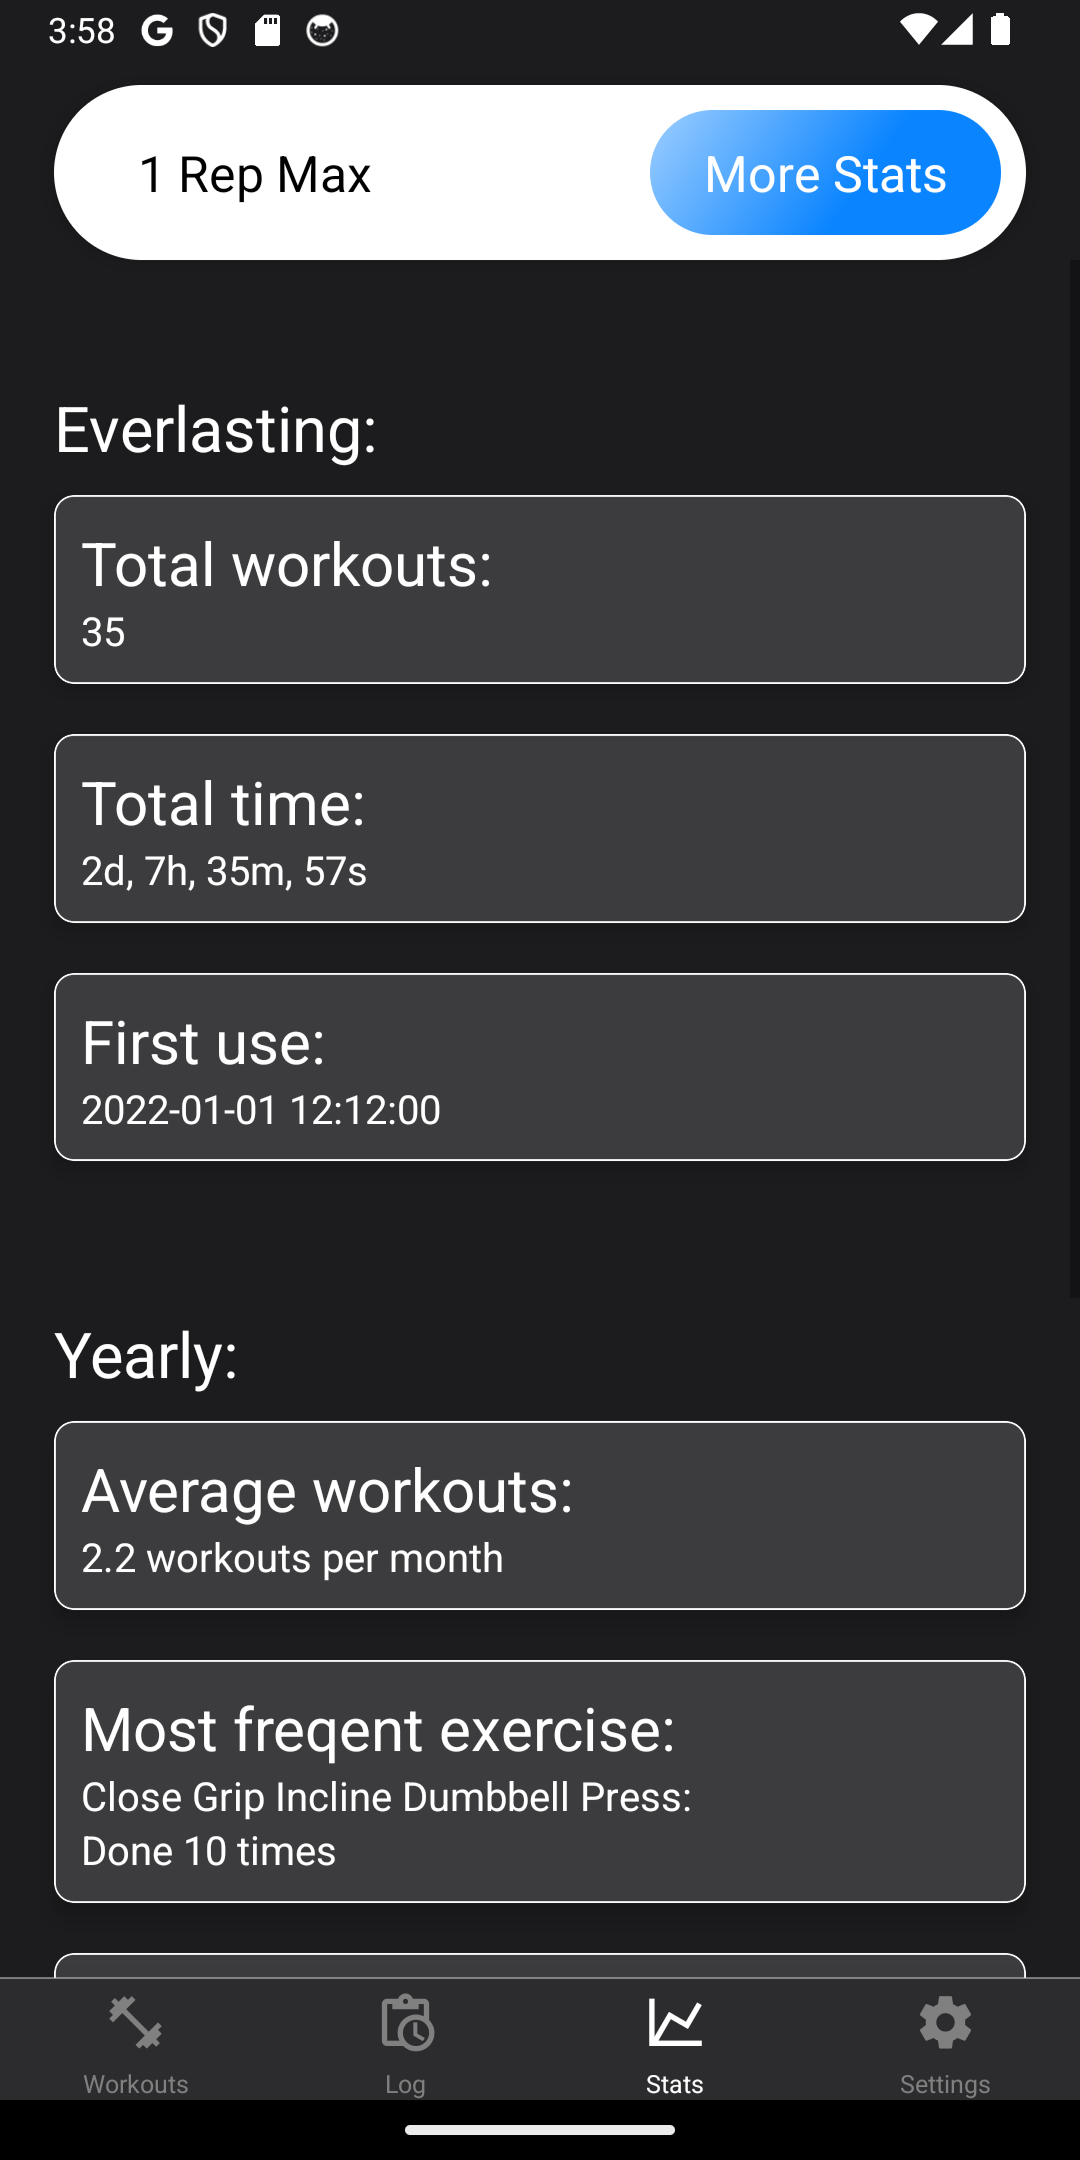 3:58
1 Rep Max
More Stats
Everlasting:
Total workouts:
35
Total time:
2d, 7h, 35m, 57s
First use:
2022-01-01 12:12:00
Yearly:
Average workouts:
2.2 workouts per month
Most freqent exercise:
Close Grip Incline Dumbbell Press:
Done 10 times
Workouts
Log
Stats
Settings